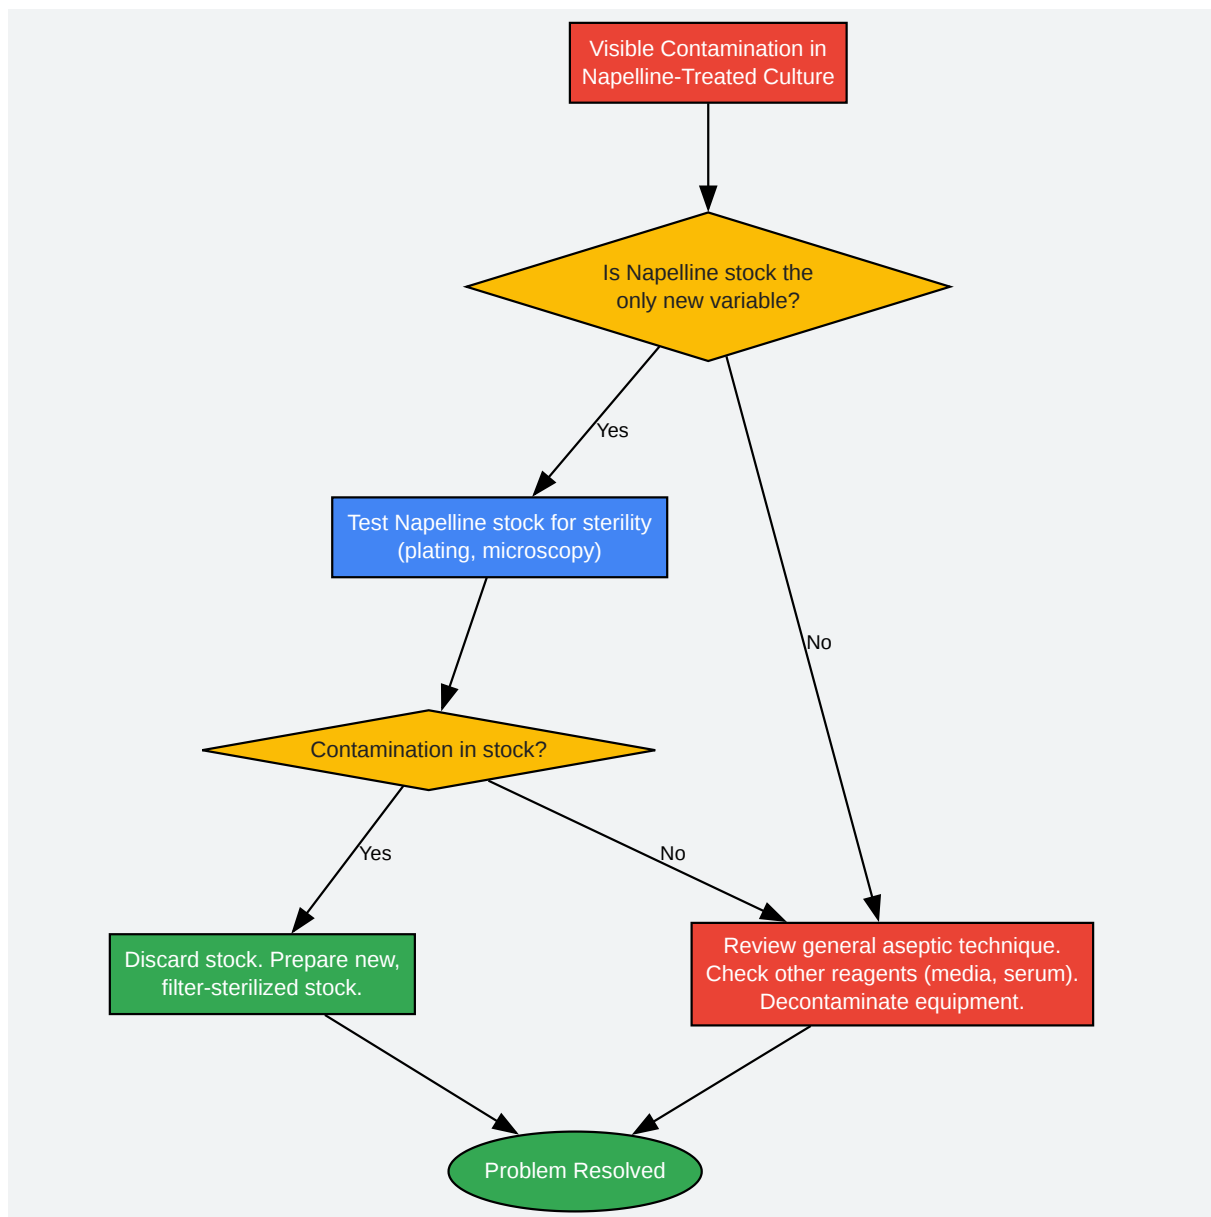 Visible Contamination in
Napelline-Treated Culture
Is Napelline stock the
only new variable?
Yes
Test Napelline stock for sterility
(plating, microscopy)
No
Contamination in stock?
Yes
No
Discard stock. Prepare new,
filter-sterilized stock.
Review general aseptic technique.
Check other reagents (media, serum).
Decontaminate equipment.
Problem Resolved